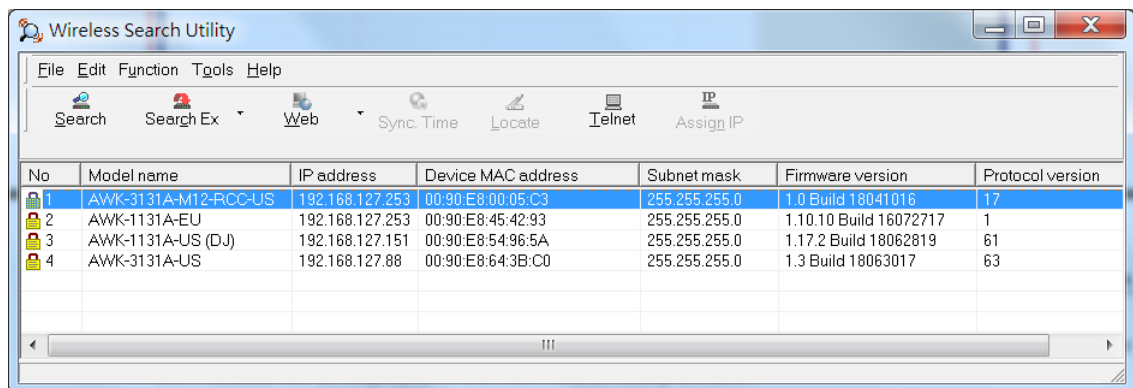 Wireless Search Utility
File Edit Function Tools Help
Search Search Ex Web Sync. Time Locate Telnet IP Assign IP
No Model name IP address Device MAC address Subnet mask Firmware version Protocol version
1 AWK-3131A-M12-RCC-US 192.168.127.253 00:90:E8:00:05:C3 255.255.255.0 1.0 Build 18041016 17
2 AWK-1131A-EU 192.168.127.253 00:90:E8:45:42:93 255.255.255.0 1.10.10 Build 16072717 1
3 AWK-1131A-US (DJ) 192.168.127.151 00:90:E8:54:96:5A 255.255.255.0 1.17.2 Build 18062819 61
4 AWK-3131A-US 192.168.127.88 00:90:E8:64:3B:C0 255.255.255.0 1.3 Build 18063017 63